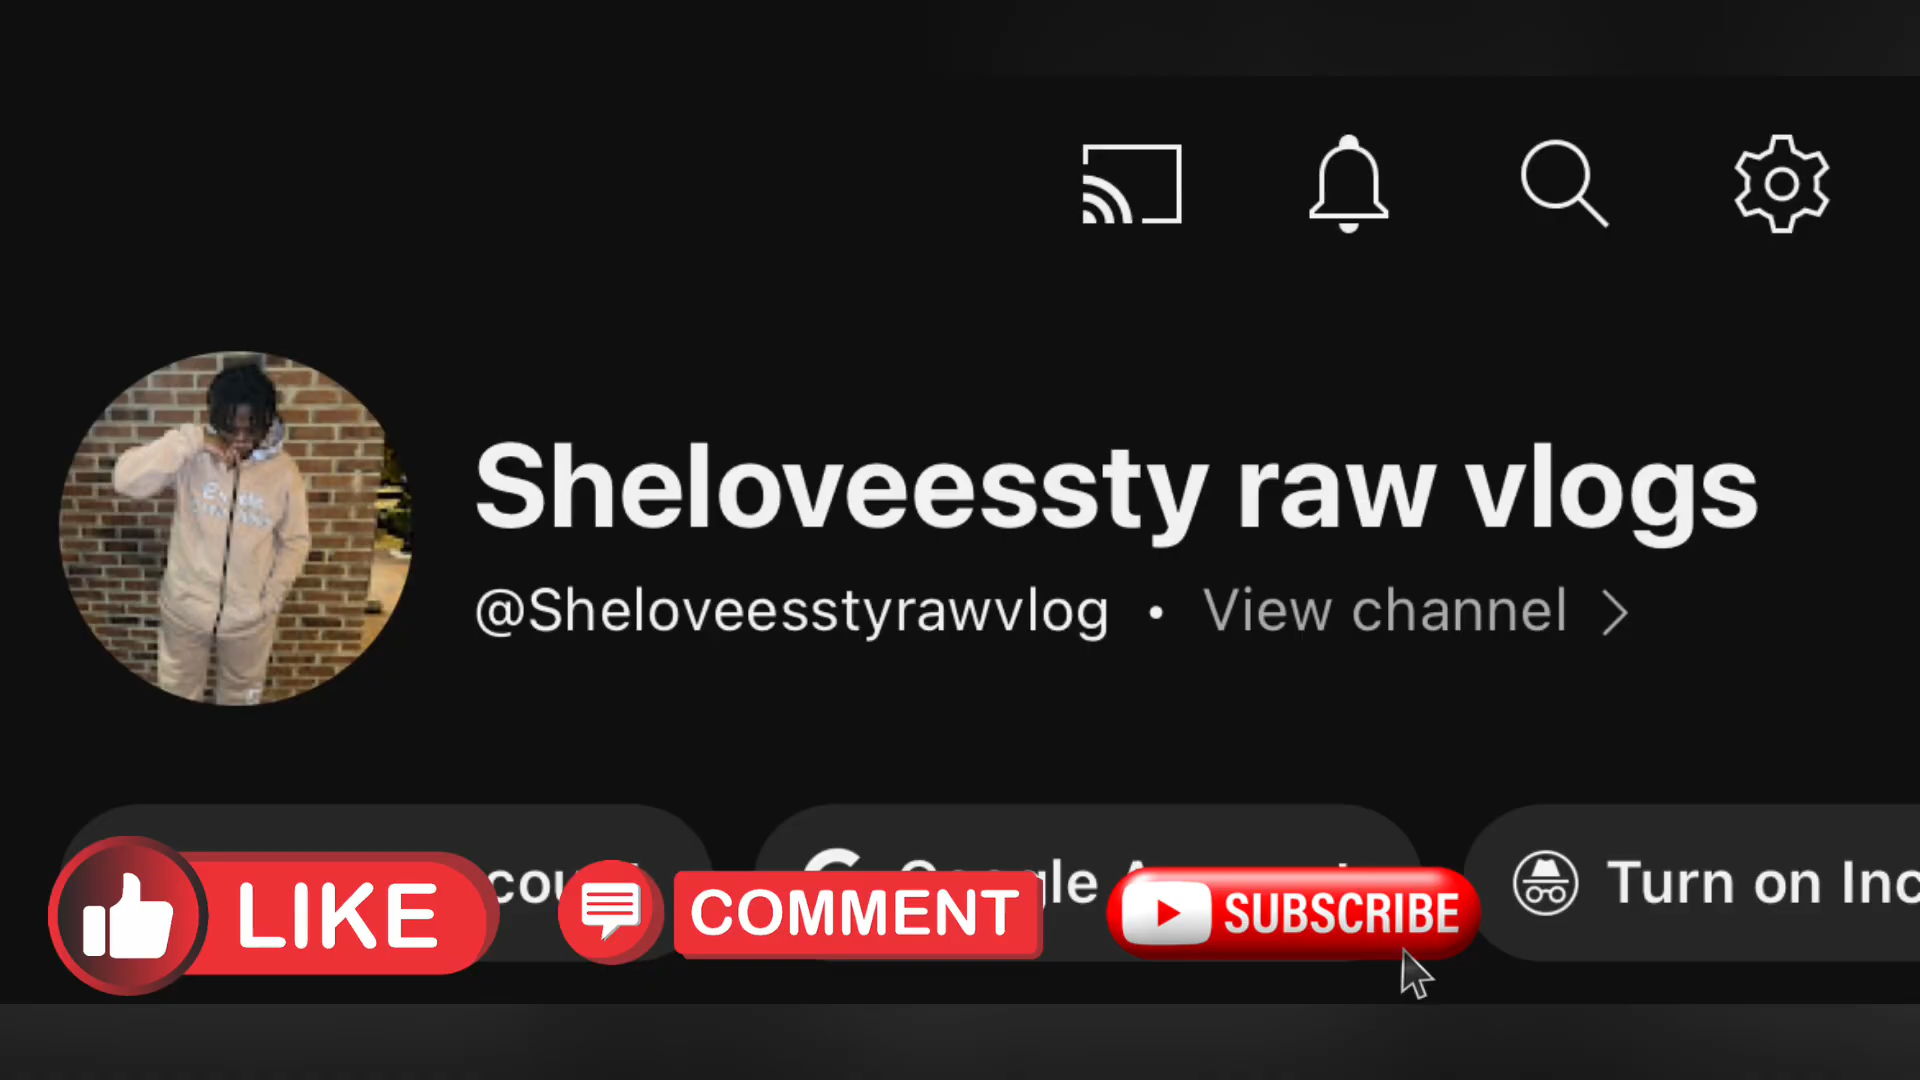 Sheloveessty raw vlogs
@Sheloveesstyrawvlog • View channel
Turn on Inc
LIKE
COMMENT
SUBSCRIBE